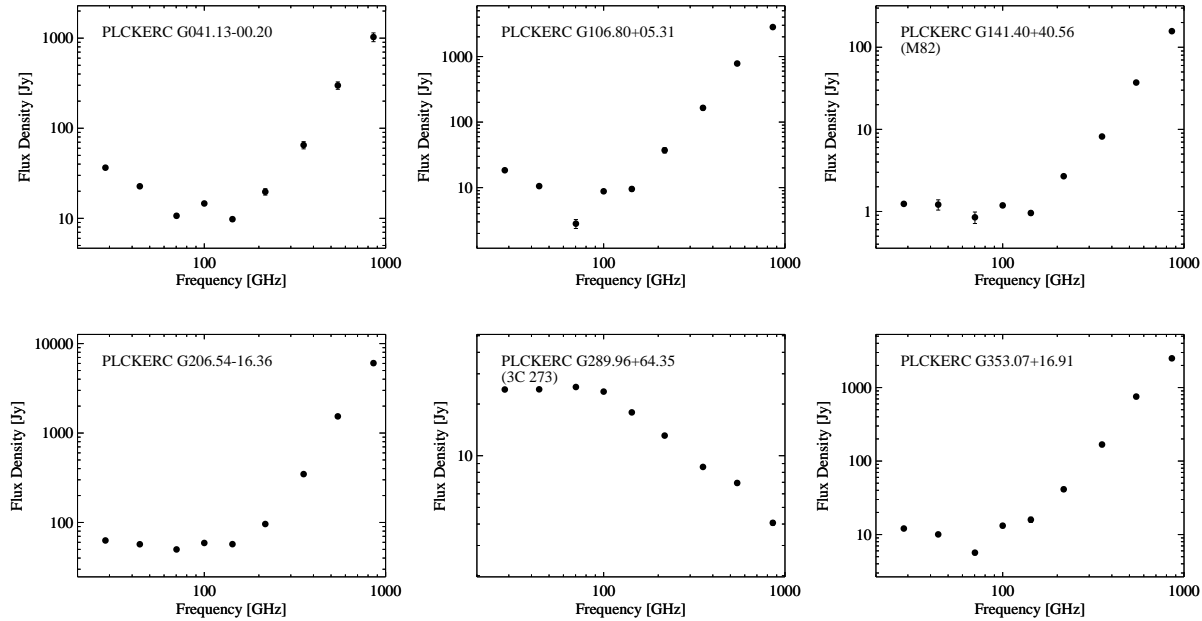 PLCKERC G041.13-00.20
1000
100
10
Flux Density [Jy]
100
1000
Frequency [GHz]
PLCKERC G106.80+05.31
1000
100
10
Flux Density [Jy]
100
1000
Frequency [GHz]
PLCKERC G141.40+40.56
(M82)
100
10
1
Flux Density [Jy]
100
1000
Frequency [GHz]
PLCKERC G206.54-16.36
10000
1000
100
Flux Density [Jy]
100
1000
Frequency [GHz]
PLCKERC G289.96+64.35
(3C 273)
10
Flux Density [Jy]
100
1000
Frequency [GHz]
PLCKERC G353.07+16.91
1000
100
10
Flux Density [Jy]
100
1000
Frequency [GHz]